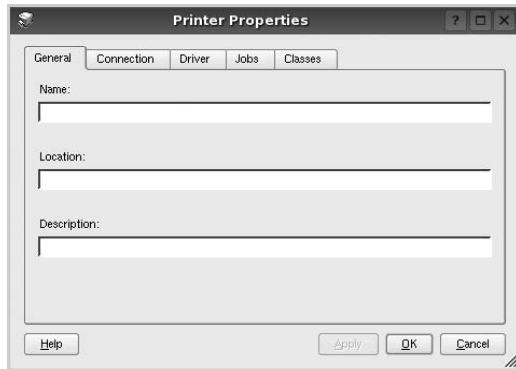 Printer Properties
General Connection Driver Jobs Classes
Name:
Location:
Description:
Help Apply OK Cancel